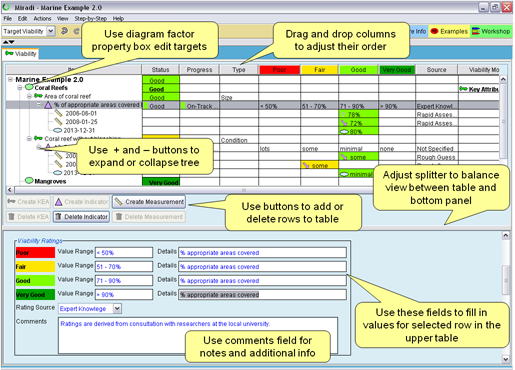 Miradi - Marine Example 2.0
File Edit Actions View Step-by-Step Help
Target Viability
Info Examples Workshop
Use diagram factor
property box edit targets
Drag and drop columns
to adjust their order
Viability
Status Progress Type Poor Fair Good Very Good Source Viability Mo
Marine Example 2.0 Good
Coral Reefs Good Key Attrib
Area of coral reef Good Size
% of appropriate areas covered Good On-Track < 50% 51 - 70% 71 - 90% > 90% Expert Knowl
2006-06-01 78% Rapid Asses
2008-01-25 72% Rapid Asses
2013-12-31 80%
Coral reef Condition
lots some minimal none Not Specified
some Rough Guess
some
2013-12 minimal
Mangroves Very Good
Use + and – buttons to
expand or collapse tree
Adjust splitter to balance
view between table and
bottom panel
Create KEA Create Indicator Create Measurement
Delete KEA Delete Indicator Delete Measurement
Use buttons to add or
delete rows to table
Viability Ratings
Poor Value Range < 50% Details % appropriate areas covered
Fair Value Range 51 - 70% Details % appropriate areas covered
Good Value Range 71 - 90% Details % appropriate areas covered
Very Good Value Range > 90% Details % appropriate areas covered
Rating Source Expert Knowlege
Comments Ratings are derived from consultation with researchers at the local university.
Use these fields to fill in
values for selected row in the
upper table
Use comments field for
notes and additional info